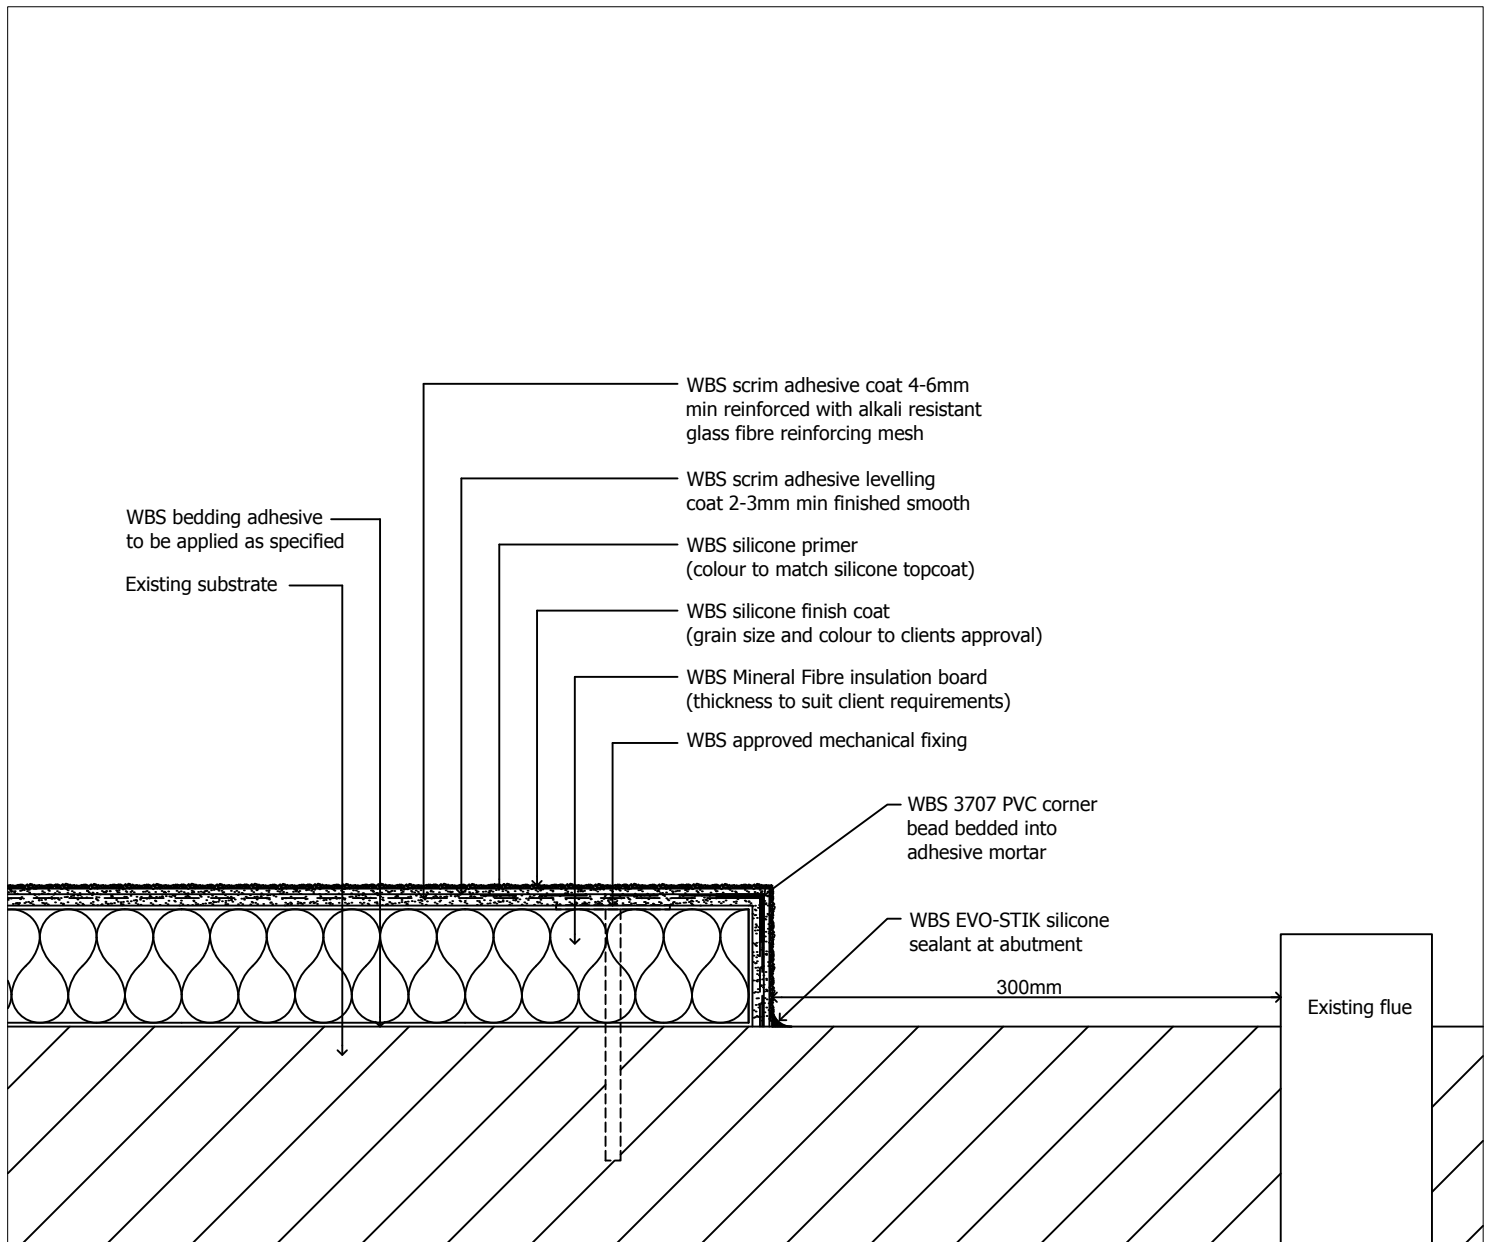 WBS scrim adhesive coat 4-6mm
min reinforced with alkali resistant
glass fibre reinforcing mesh
WBS scrim adhesive levelling
coat 2-3mm min finished smooth
WBS bedding adhesive
to be applied as specified
WBS silicone primer
(colour to match silicone topcoat)
Existing substrate
WBS silicone finish coat
(grain size and colour to clients approval)
WBS Mineral Fibre insulation board
(thickness to suit client requirements)
WBS approved mechanical fixing
WBS 3707 PVC corner
bead bedded into
adhesive mortar
WBS EVO-STIK silicone
sealant at abutment
300mm
Existing flue